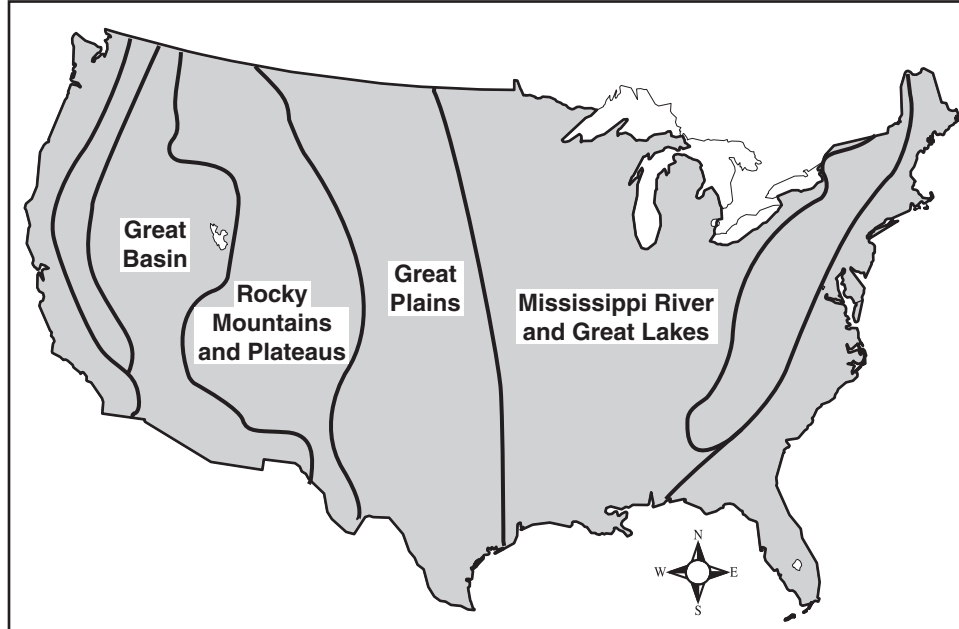 Great
Basin
Rocky
Mountains
and Plateaus
Great
Plains
Mississippi River
and Great Lakes
N
W
E
S